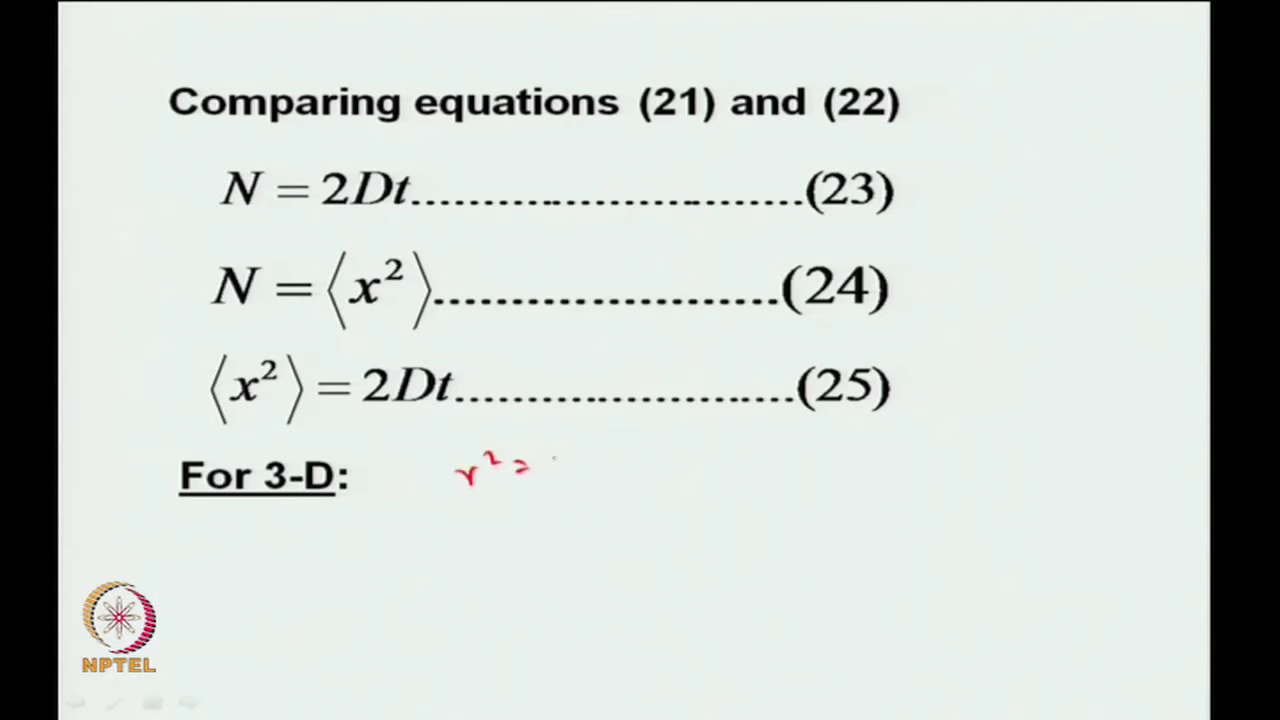 Comparing equations (21) and (22)
N = 2Dt.................................(23)
N = ⟨x²⟩.............................(24)
⟨x²⟩ = 2Dt............................(25)
For 3-D: r² =
NPTEL